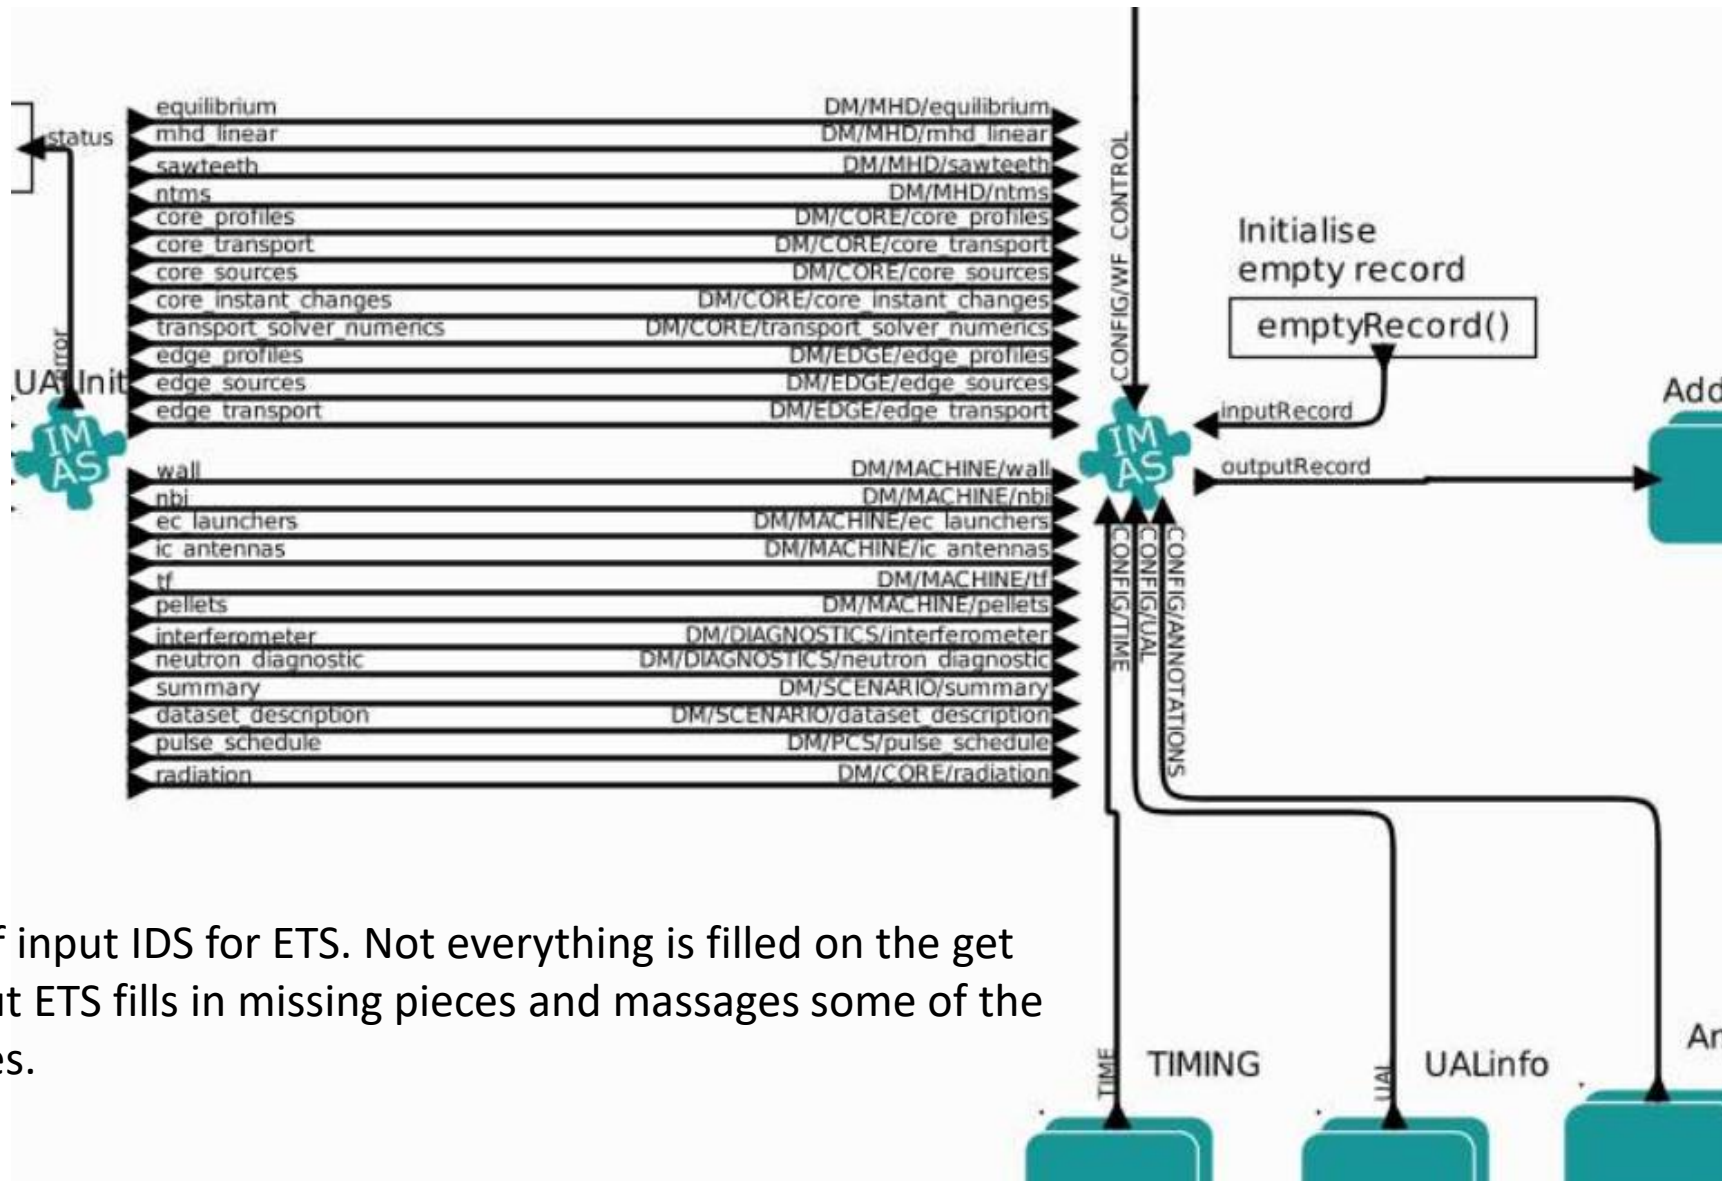 equilibrium DM/MHD/equilibrium
mhd_linear DM/MHD/mhd_linear
status
sawteeth DM/MHD/sawteeth
ntms DM/MHD/ntms
core_profiles DM/CORE/core_profiles
core_transport DM/CORE/core_transport
core_sources DM/CORE/core_sources
core_instant_changes DM/CORE/core_instant_changes
transport_solver_numerics DM/CORE/transport_solver_numerics
edge_profiles DM/EDGE/edge_profiles
edge_sources DM/EDGE/edge_sources
edge_transport DM/EDGE/edge_transport
error
UALInit
IM
AS
CONFIG/WF_CONTROL
Initialise
empty record
emptyRecord()
inputRecord
IM
AS
outputRecord
Add
wall DM/MACHINE/wall
nbi DM/MACHINE/nbi
ec_launchers DM/MACHINE/ec_launchers
ic_antennas DM/MACHINE/ic_antennas
tf DM/MACHINE/tf
pellets DM/MACHINE/pellets
interferometer DM/DIAGNOSTICS/interferometer
neutron_diagnostic DM/DIAGNOSTICS/neutron_diagnostic
summary DM/SCENARIO/summary
dataset_description DM/SCENARIO/dataset_description
pulse_schedule DM/PCS/pulse_schedule
radiation DM/CORE/radiation
CONFIG/TIME
CONFIG/UAL
CONFIG/ANNOTATIONS
f input IDS for ETS. Not everything is filled on the get
ut ETS fills in missing pieces and massages some of the
es.
TIME
TIMING
UAL
UALinfo
An